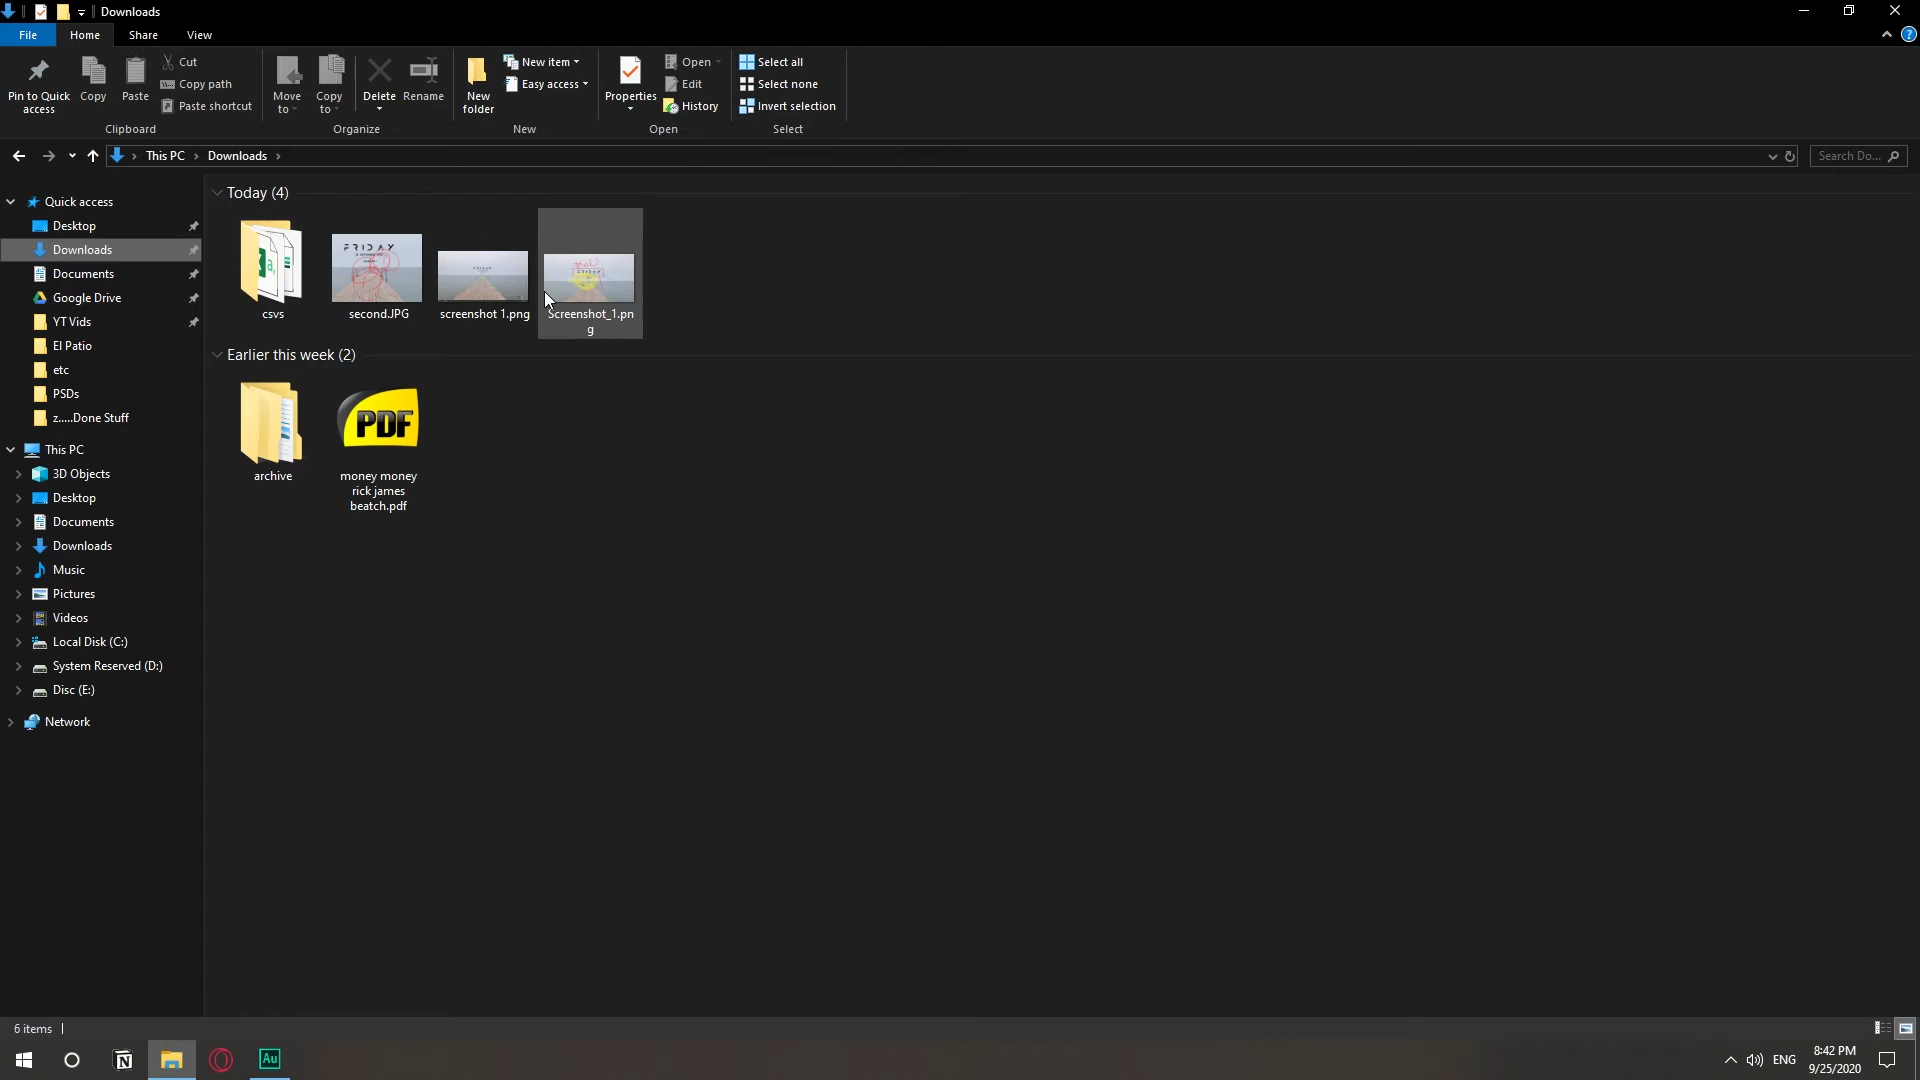 Downloads
File Home Share View
Pin to Quick access
Copy
Paste
Cut
Copy path
Paste shortcut
Clipboard
Move to
Copy to
Delete
Rename
Organize
New folder
New item
Easy access
New
Properties
Open
Edit
History
Open
Select all
Select none
Invert selection
Select
This PC Downloads
Search Do...
Quick access
Desktop
Downloads
Documents
Google Drive
YT Vids
El Patio
etc
PSDs
z.....Done Stuff
This PC
3D Objects
Desktop
Documents
Downloads
Music
Pictures
Videos
Local Disk (C:)
System Reserved (D:)
Disc (E:)
Network
Today (4)
FRIDAY
csvs
second.JPG
screenshot 1.png
Screenshot_1.pn
g
Earlier this week (2)
PDF
archive
money money
rick james
beatch.pdf
6 items
Au
ENG
8:42 PM
9/25/2020